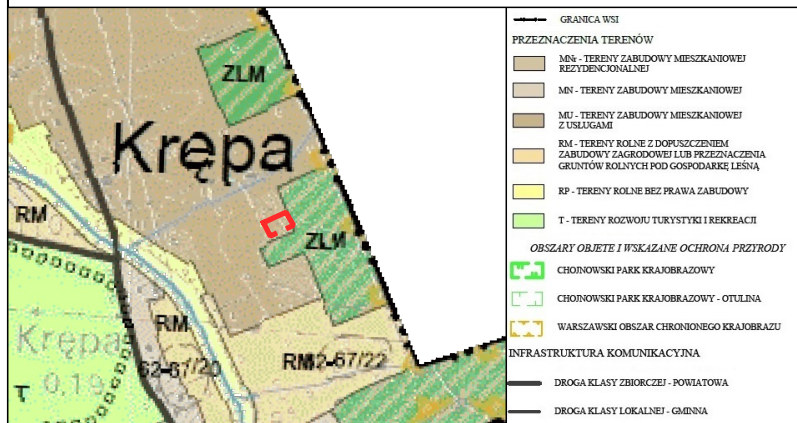 ZLM
Krępa
RM
ZLM
RM
Krępa
62-67/20
RM2-67/22
T 0,19
GRANICA WSI
PRZEZNACZENIA TERENÓW
MNr - TERENY ZABUDOWY MIESZKANIOWEJ
REZYDENCJONALNEJ
MN - TERENY ZABUDOWY MIESZKANIOWEJ
MU - TERENY ZABUDOWY MIESZKANIOWEJ
Z USŁUGAMI
RM - TERENY ROLNE Z DOPUSZCZENIEM
ZABUDOWY ZAGRODOWEJ LUB PRZEZNACZENIA
GRUNTÓW ROLNYCH POD GOSPODARKĘ LEŚNĄ
RP - TERENY ROLNE BEZ PRAWA ZABUDOWY
T - TERENY ROZWOJU TURYSTYKI I REKREACJI
OBSZARY OBJETE I WSKAZANE OCHRONA PRZYRODY
CHOJNOWSKI PARK KRAJOBRAZOWY
CHOJNOWSKI PARK KRAJOBRAZOWY - OTULINA
WARSZAWSKI OBSZAR CHRONIONEGO KRAJOBRAZU
INFRASTRUKTURA KOMUNIKACYJNA
DROGA KLASY ZBIORCZEJ - POWIATOWA
DROGA KLASY LOKALNEJ - GMINNA